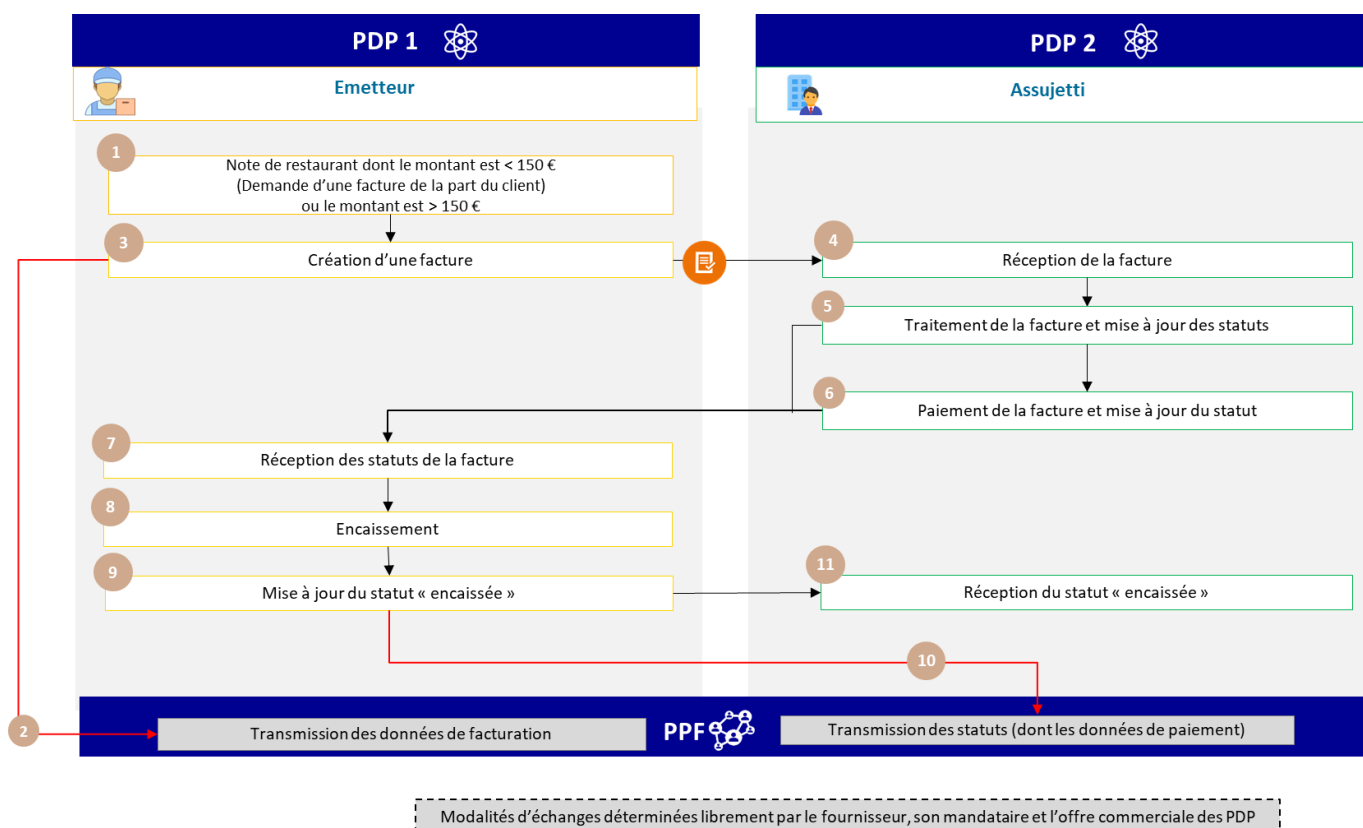 PDP 1
PDP 2
Emetteur
Assujetti
1
Note de restaurant dont le montant est < 150 €
(Demande d'une facture de la part du client)
ou le montant est > 150 €
3
Création d'une facture
4
Réception de la facture
5
Traitement de la facture et mise à jour des statuts
6
Paiement de la facture et mise à jour du statut
7
Réception des statuts de la facture
8
Encaissement
9
Mise à jour du statut « encaissée »
11
Réception du statut « encaissée »
10
2
Transmission des données de facturation
PPF
Transmission des statuts (dont les données de paiement)
Modalités d'échanges déterminées librement par le fournisseur, son mandataire et l'offre commerciale des PDP